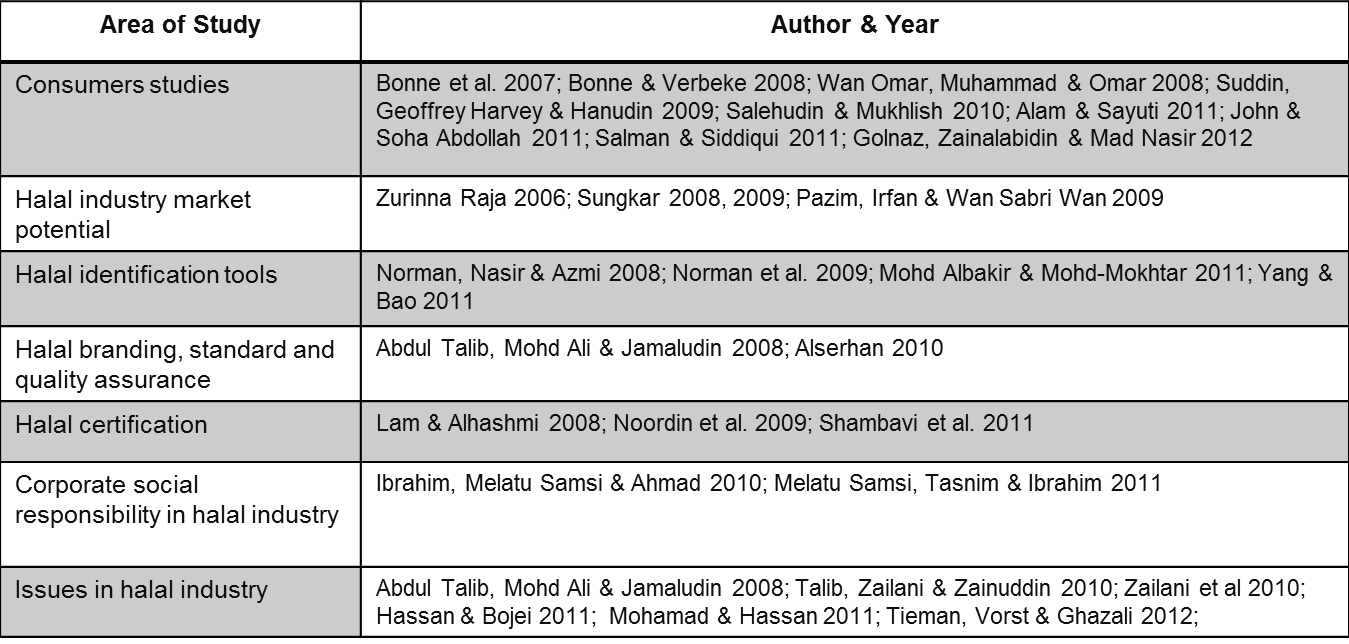 Area of Study
Author & Year
Consumers studies
Bonne et al. 2007; Bonne & Verbeke 2008; Wan Omar, Muhammad & Omar 2008; Suddin,
Geoffrey Harvey & Hanudin 2009; Salehudin & Mukhlish 2010; Alam & Sayuti 2011; John &
Soha Abdollah 2011; Salman & Siddiqui 2011; Golnaz, Zainalabidin & Mad Nasir 2012
Halal industry market
potential
Zurinna Raja 2006; Sungkar 2008, 2009; Pazim, Irfan & Wan Sabri Wan 2009
Halal identification tools
Norman, Nasir & Azmi 2008; Norman et al. 2009; Mohd Albakir & Mohd-Mokhtar 2011; Yang &
Bao 2011
Halal branding, standard and
quality assurance
Abdul Talib, Mohd Ali & Jamaludin 2008; Alserhan 2010
Halal certification
Lam & Alhashmi 2008; Noordin et al. 2009; Shambavi et al. 2011
Corporate social
responsibility in halal industry
Ibrahim, Melatu Samsi & Ahmad 2010; Melatu Samsi, Tasnim & Ibrahim 2011
Issues in halal industry
Abdul Talib, Mohd Ali & Jamaludin 2008; Talib, Zailani & Zainuddin 2010; Zailani et al 2010;
Hassan & Bojei 2011; Mohamad & Hassan 2011; Tieman, Vorst & Ghazali 2012;